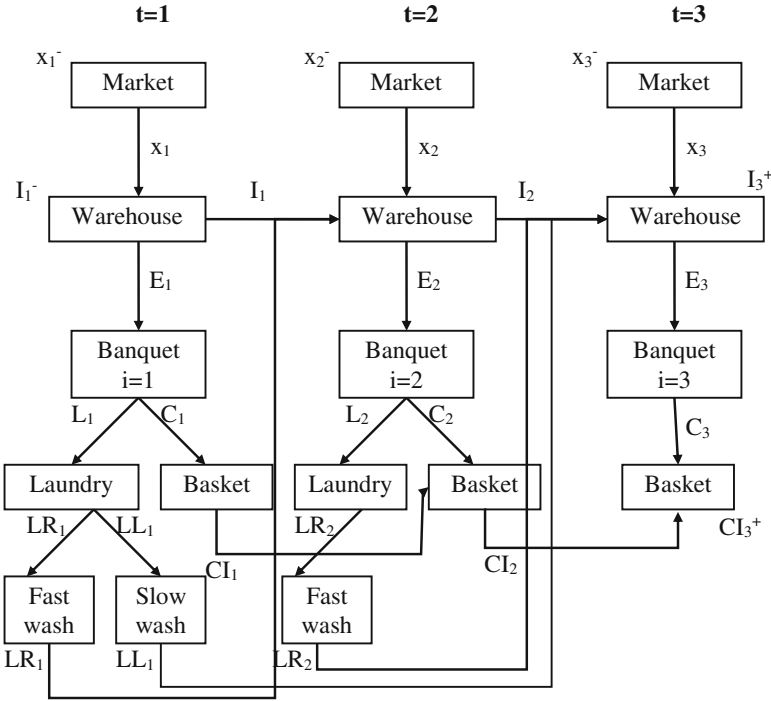 t=1 t=2 t=3
x₁⁻ x₂⁻ x₃⁻
Market Market Market
x₁ x₂ x₃
I₁⁻ I₁ I₂ I₃⁺
Warehouse Warehouse Warehouse
E₁ E₂ E₃
Banquet Banquet Banquet
i=1 i=2 i=3
L₁ C₁ L₂ C₂ C₃
Laundry Basket Laundry Basket Basket
LR₁ LL₁ LR₂ CI₃⁺
CI₁ CI₂
Fast Slow Fast
wash wash wash
LR₁ LL₁ LR₂